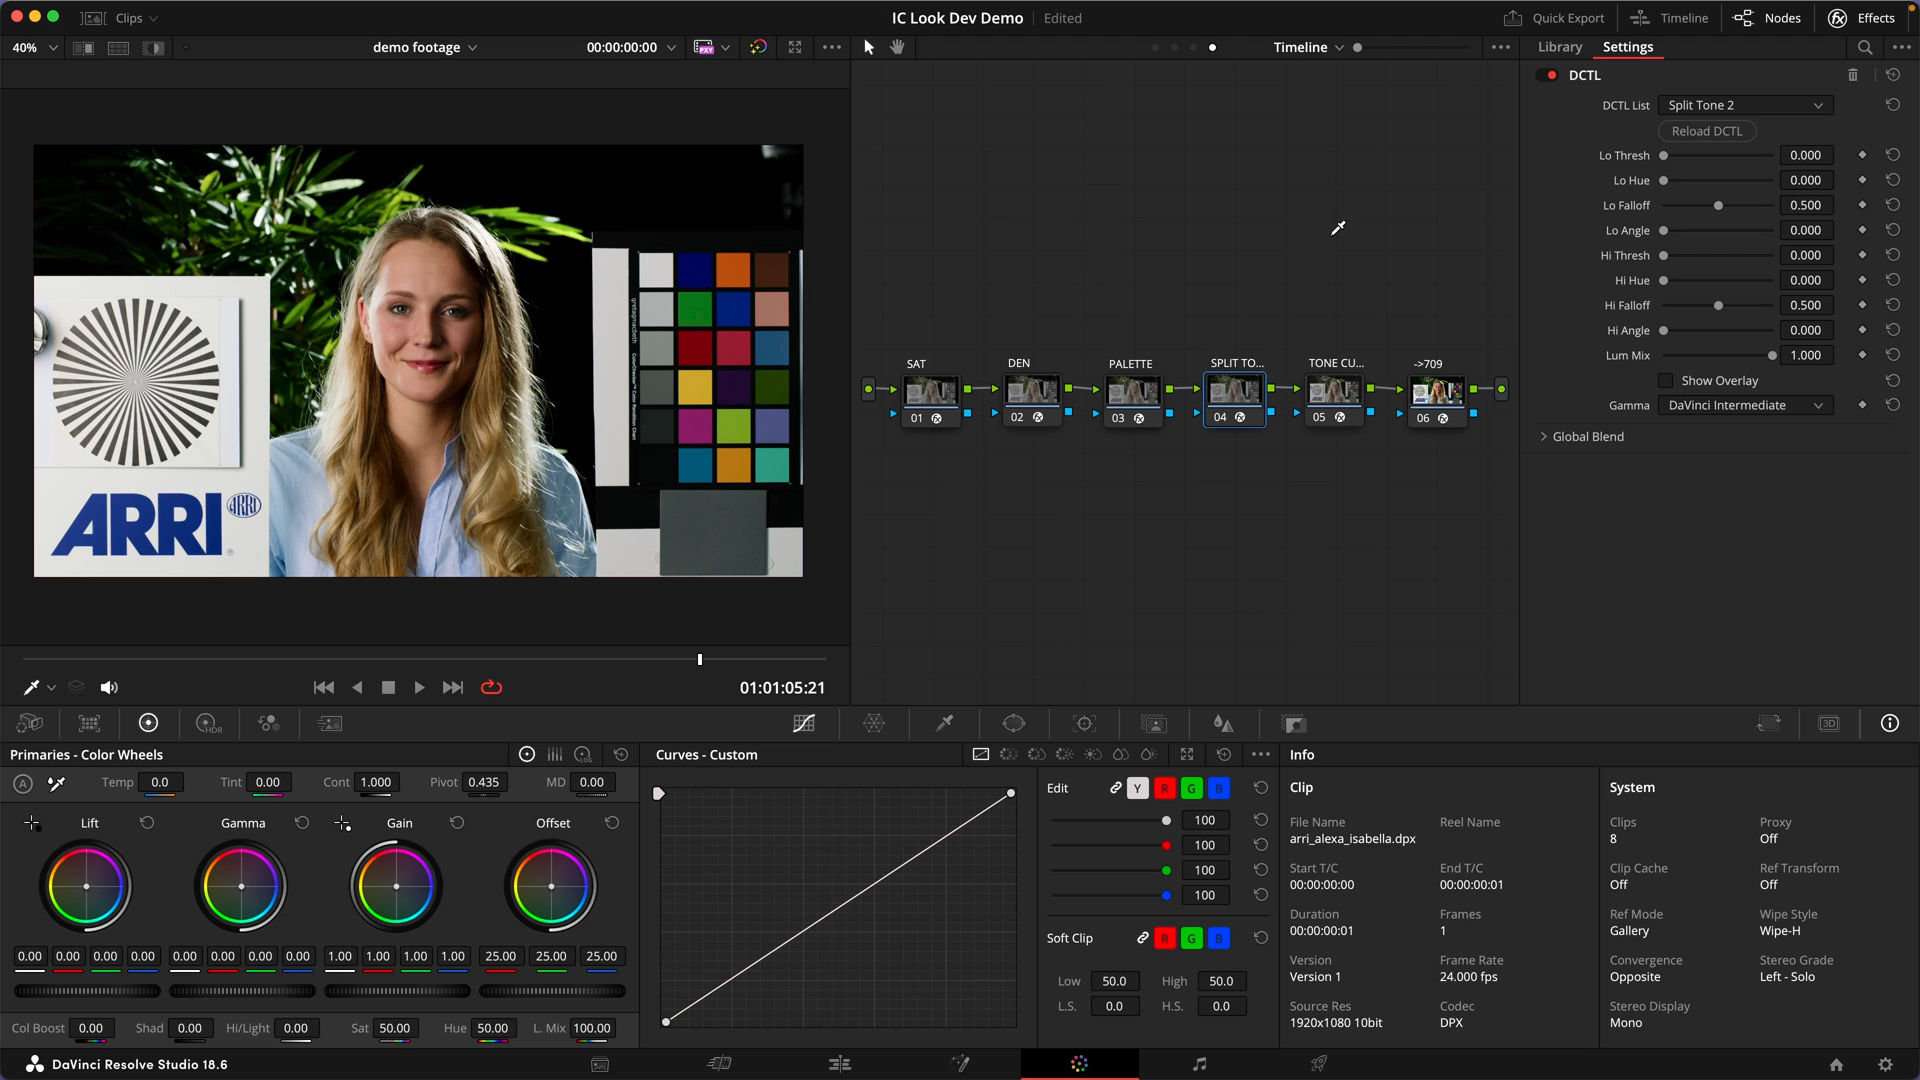 Clips
IC Look Dev Demo
Edited
Quick Export
Timeline
Nodes
Effects
40%
demo footage
00:00:00:00
PXY
Timeline
Library
Settings
DCTL
DCTL List
Split Tone 2
Reload DCTL
Lo Thresh
0.000
Lo Hue
0.000
Lo Falloff
0.500
Lo Angle
0.000
Hi Thresh
0.000
Hi Hue
0.000
Hi Falloff
0.500
Hi Angle
0.000
Lum Mix
1.000
Show Overlay
Gamma
DaVinci Intermediate
Global Blend
gretagmacbeth
ColorChecker Color Rendition Chart
ARRI
ARRI
®
SAT
DEN
PALETTE
SPLIT TO...
TONE CU...
->709
01
02
03
04
05
06
01:01:05:21
HDR
3D
Primaries - Color Wheels
LOG
Curves - Custom
Info
A
Temp
0.0
Tint
0.00
Cont
1.000
Pivot
0.435
MD
0.00
Lift
Gamma
Gain
Offset
0.00
0.00
0.00
0.00
0.00
0.00
0.00
0.00
1.00
1.00
1.00
1.00
25.00
25.00
25.00
Col Boost
0.00
Shad
0.00
Hi/Light
0.00
Sat
50.00
Hue
50.00
L. Mix
100.00
Edit
Y
R
G
B
100
100
100
100
Soft Clip
R
G
B
Low
50.0
High
50.0
L.S.
0.0
H.S.
0.0
Clip
File Name
Reel Name
arri_alexa_isabella.dpx
Start T/C
End T/C
00:00:00:00
00:00:00:01
Duration
Frames
00:00:00:01
1
Version
Frame Rate
Version 1
24.000 fps
Source Res
Codec
1920x1080 10bit
DPX
System
Clips
Proxy
8
Off
Clip Cache
Ref Transform
Off
Off
Ref Mode
Wipe Style
Gallery
Wipe-H
Convergence
Stereo Grade
Opposite
Left - Solo
Stereo Display
Mono
DaVinci Resolve Studio 18.6